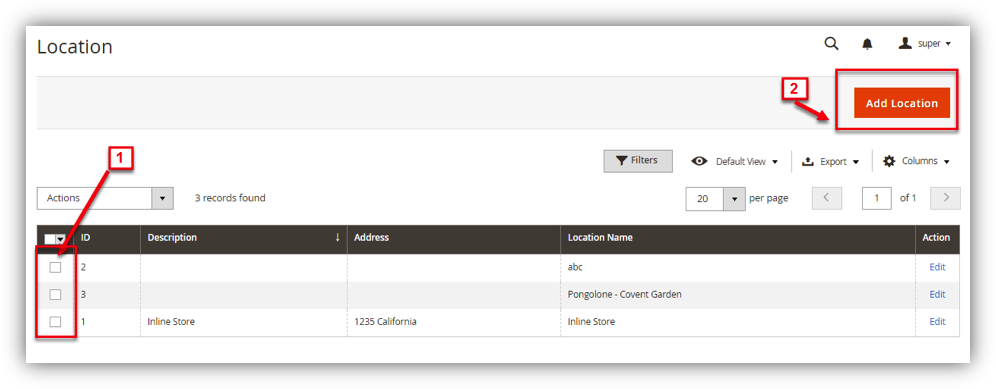 Location
super
2
Add Location
1
Filters
Default View
Export
Columns
Actions
3 records found
20
per page
1
of 1
ID
Description
Address
Location Name
Action
2
abc
Edit
3
Pongolone - Covent Garden
Edit
1
Inline Store
1235 California
Inline Store
Edit